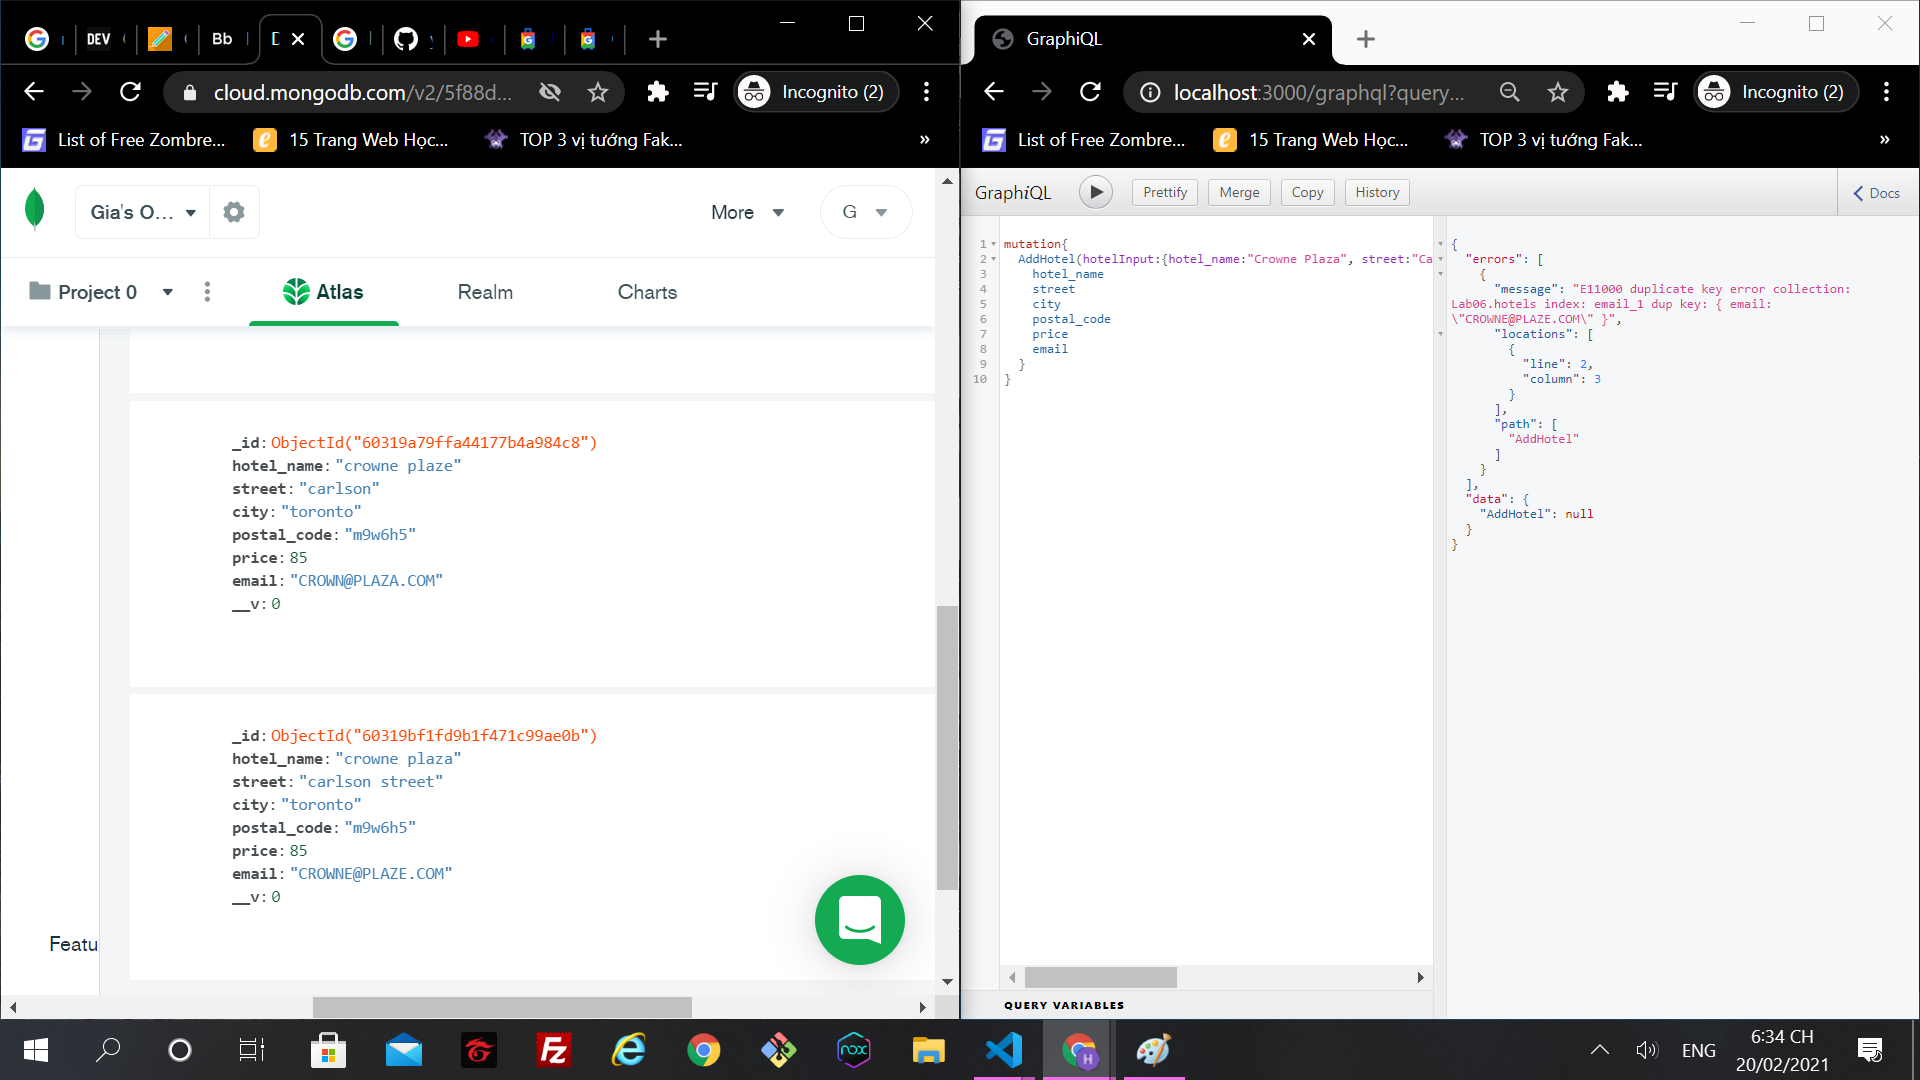 DEV
Bb
D
cloud.mongodb.com/v2/5f88d...
Incognito (2)
List of Free Zombre...
15 Trang Web Học...
TOP 3 vị tướng Fak...
»
Gia's O...
More
G
Project 0
Atlas
Realm
Charts
_id: ObjectId("60319a79ffa44177b4a984c8")
hotel_name: "crowne plaze"
street: "carlson"
city: "toronto"
postal_code: "m9w6h5"
price: 85
email: "CROWN@PLAZA.COM"
__v: 0
_id: ObjectId("60319bf1fd9b1f471c99ae0b")
hotel_name: "crowne plaza"
street: "carlson street"
city: "toronto"
postal_code: "m9w6h5"
price: 85
email: "CROWNE@PLAZE.COM"
__v: 0
Featu
GraphiQL
localhost:3000/graphql?query...
Incognito (2)
List of Free Zombre...
15 Trang Web Học...
TOP 3 vị tướng Fak...
»
GraphiQL
Prettify
Merge
Copy
History
Docs
1 mutation{
2 AddHotel(hotelInput:{hotel_name:"Crowne Plaza", street:"Ca
3 hotel_name
4 street
5 city
6 postal_code
7 price
8 email
9 }
10 }
{
"errors": [
{
"message": "E11000 duplicate key error collection:
Lab06.hotels index: email_1 dup key: { email:
\"CROWNE@PLAZE.COM\" }",
"locations": [
{
"line": 2,
"column": 3
}
],
"path": [
"AddHotel"
]
}
],
"data": {
"AddHotel": null
}
}
QUERY VARIABLES
nox
H
ENG
6:34 CH
20/02/2021